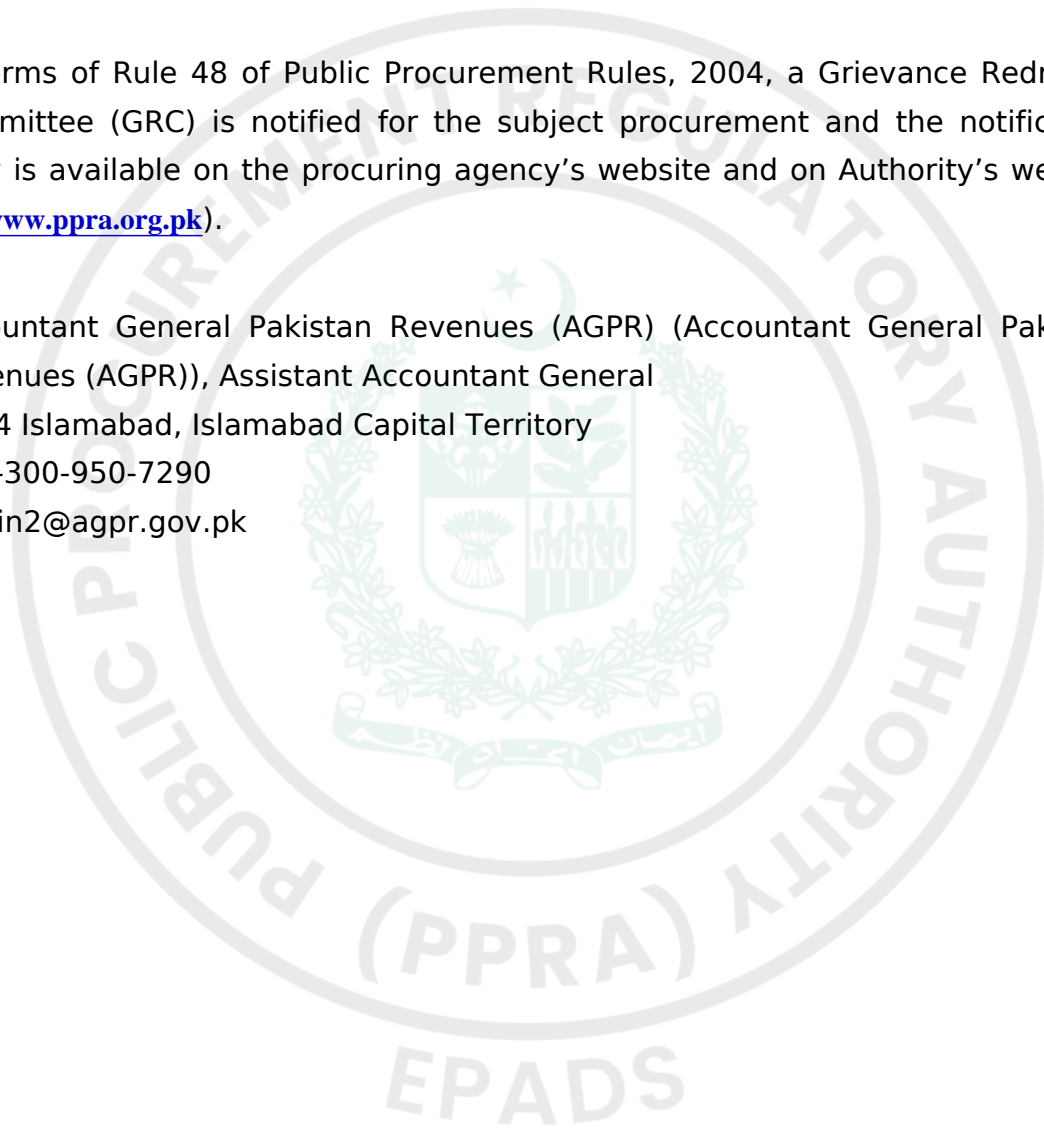 rms of Rule 48 of Public Procurement Rules, 2004, a Grievance Redr
mittee (GRC) is notified for the subject procurement and the notific
is available on the procuring agency’s website and on Authority’s we
ww.ppra.org.pk).
ountant General Pakistan Revenues (AGPR) (Accountant General Pak
enues (AGPR)), Assistant Accountant General
4 Islamabad, Islamabad Capital Territory
-300-950-7290
in2@agpr.gov.pk
PUBLIC PROCUREMENT REGULATORY AUTHORITY
(PPRA)
EPADS